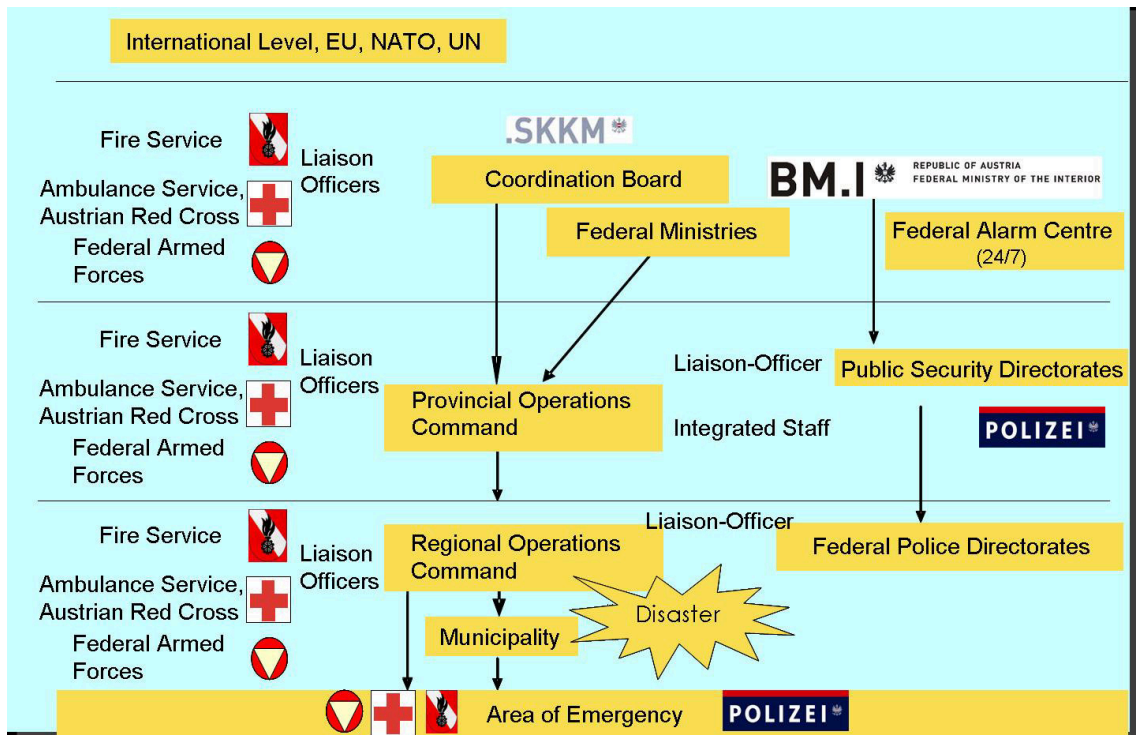 International Level, EU, NATO, UN
Fire Service
Liaison
Officers
Ambulance Service,
Austrian Red Cross
Federal Armed
Forces
.SKKM
Coordination Board
Federal Ministries
BM.I
REPUBLIC OF AUSTRIA
FEDERAL MINISTRY OF THE INTERIOR
Federal Alarm Centre
(24/7)
Fire Service
Liaison
Officers
Ambulance Service,
Austrian Red Cross
Federal Armed
Forces
Provincial Operations
Command
Liaison-Officer
Integrated Staff
Public Security Directorates
POLIZEI
Fire Service
Liaison
Officers
Ambulance Service,
Austrian Red Cross
Federal Armed
Forces
Regional Operations
Command
Liaison-Officer
Federal Police Directorates
Disaster
Municipality
Area of Emergency
POLIZEI